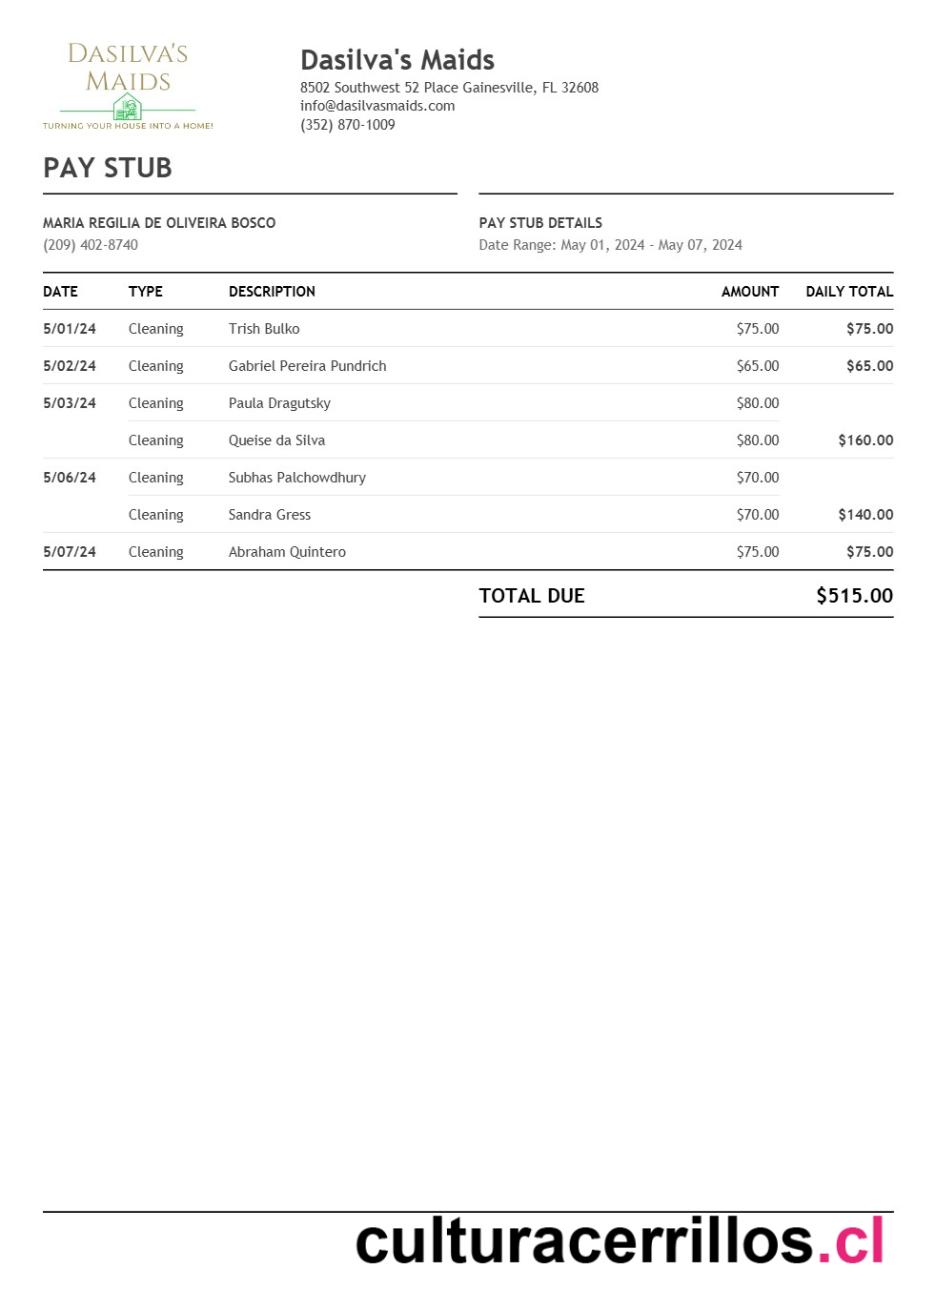 DASILVA'S
MAIDS
TURNING YOUR HOUSE INTO A HOME!
Dasilva's Maids
8502 Southwest 52 Place Gainesville, FL 32608
info@dasilvasmaids.com
(352) 870-1009
PAY STUB
MARIA REGILIA DE OLIVEIRA BOSCO
(209) 402-8740
PAY STUB DETAILS
Date Range: May 01, 2024 - May 07, 2024
DATE TYPE DESCRIPTION AMOUNT DAILY TOTAL
5/01/24 Cleaning Trish Bulko $75.00 $75.00
5/02/24 Cleaning Gabriel Pereira Pundrich $65.00 $65.00
5/03/24 Cleaning Paula Dragutsky $80.00
Cleaning Queise da Silva $80.00 $160.00
5/06/24 Cleaning Subhas Palchowdhury $70.00
Cleaning Sandra Gress $70.00 $140.00
5/07/24 Cleaning Abraham Quintero $75.00 $75.00
TOTAL DUE $515.00
culturacerrillos.cl